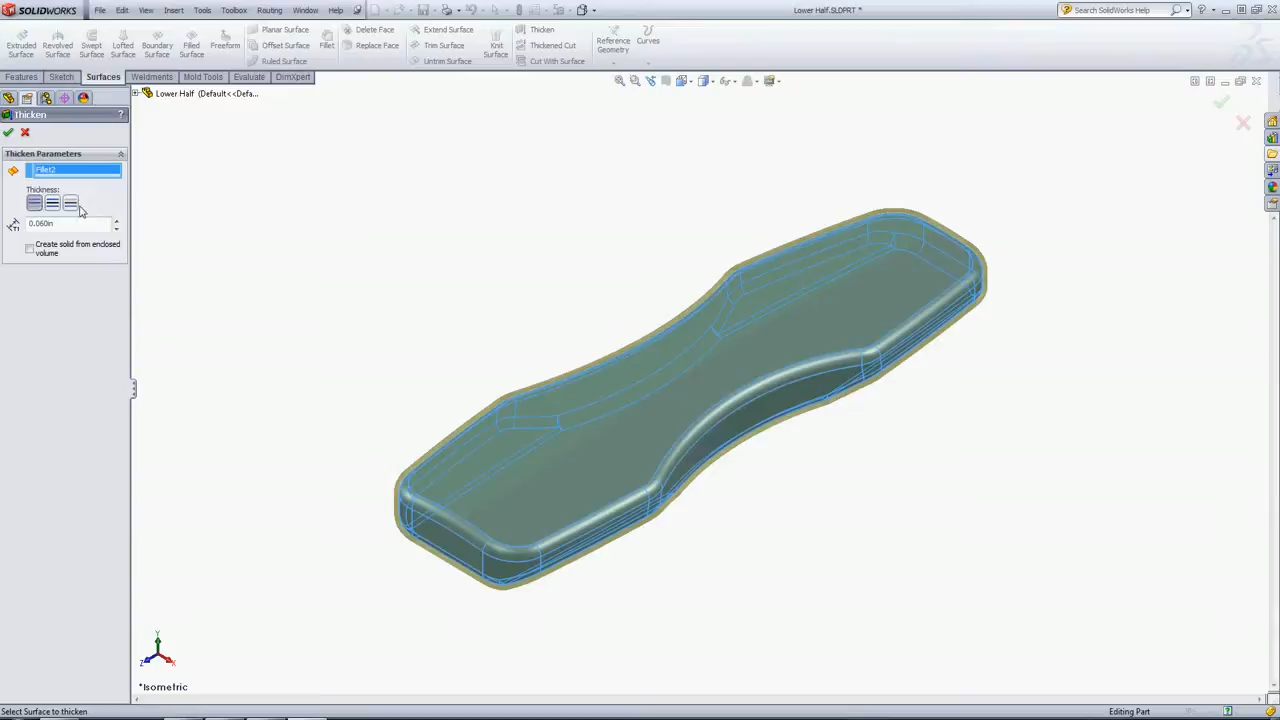 SOLIDWORKS
File Edit View Insert Tools Toolbox Routing Window Help
Lower Half.SLDPRT *
Search SolidWorks Help
Extruded Surface
Revolved Surface
Swept Surface
Lofted Surface
Boundary Surface
Filled Surface
Freeform
Planar Surface
Offset Surface
Ruled Surface
Fillet
Delete Face
Replace Face
Extend Surface
Trim Surface
Untrim Surface
Knit Surface
Thicken
Thickened Cut
Cut With Surface
Reference Geometry
Curves
Features Sketch Surfaces Weldments Mold Tools Evaluate DimXpert
Lower Half (Default<<Defa...
Thicken ?
Thicken Parameters
Fillet2
Thickness:
T1
0.060in
Create solid from enclosed
volume
Y
Z X
*Isometric
Select Surface to thicken
Editing Part